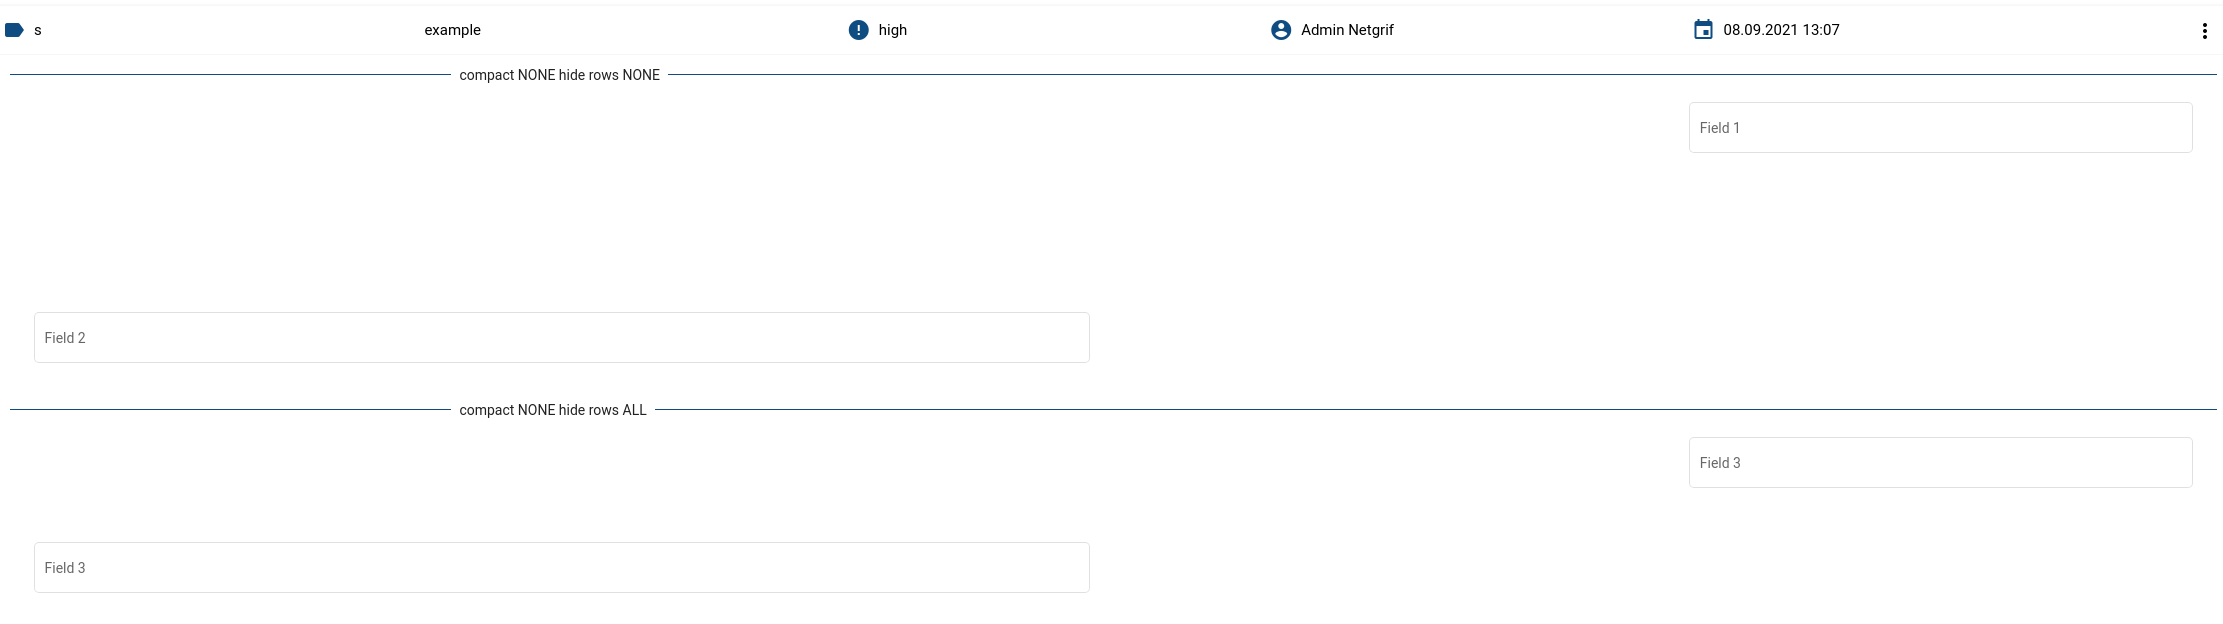 s example high Admin Netgrif 08.09.2021 13:07
compact NONE hide rows NONE
Field 1
Field 2
compact NONE hide rows ALL
Field 3
Field 3